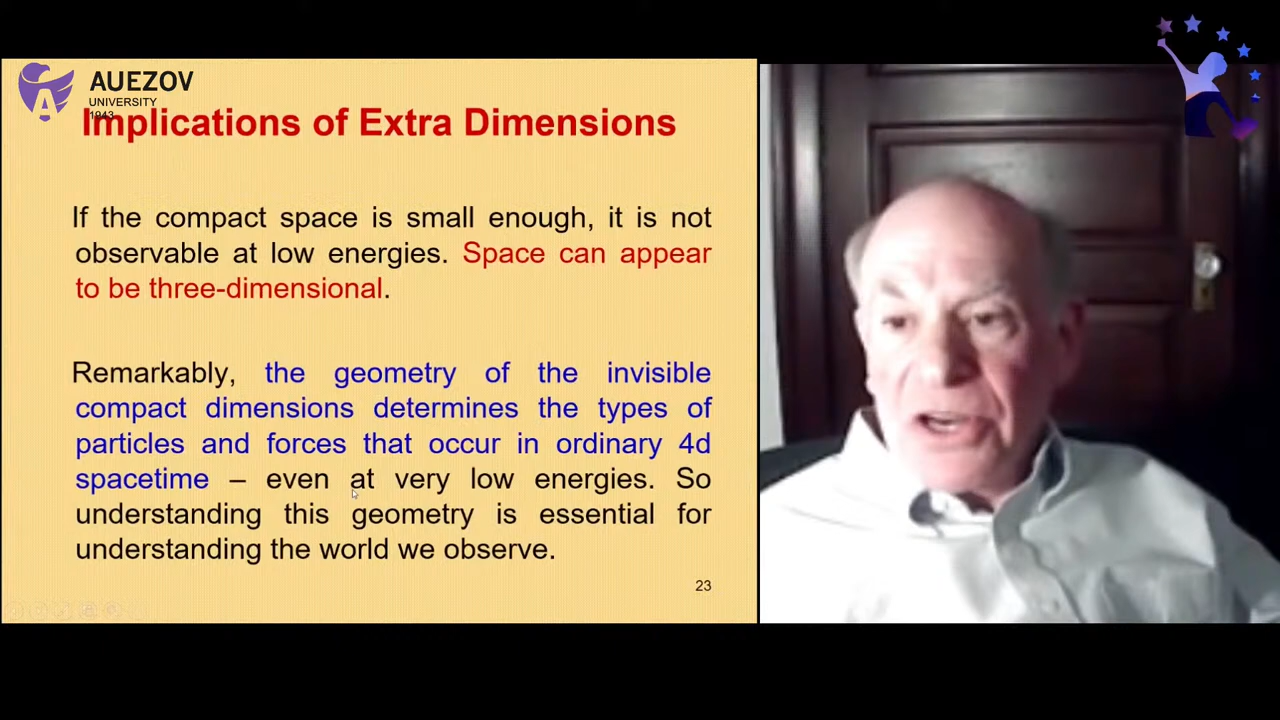 AUEZOV
UNIVERSITY
1943
Implications of Extra Dimensions
If the compact space is small enough, it is not
observable at low energies. Space can appear
to be three-dimensional.
Remarkably, the geometry of the invisible
compact dimensions determines the types of
particles and forces that occur in ordinary 4d
spacetime – even at very low energies. So
understanding this geometry is essential for
understanding the world we observe.
23